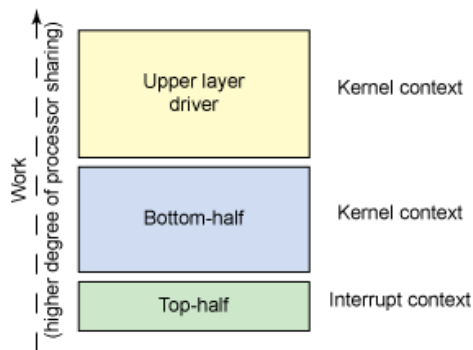 Work
(higher degree of processor sharing)
Upper layer
driver
Kernel context
Bottom-half
Kernel context
Top-half
Interrupt context